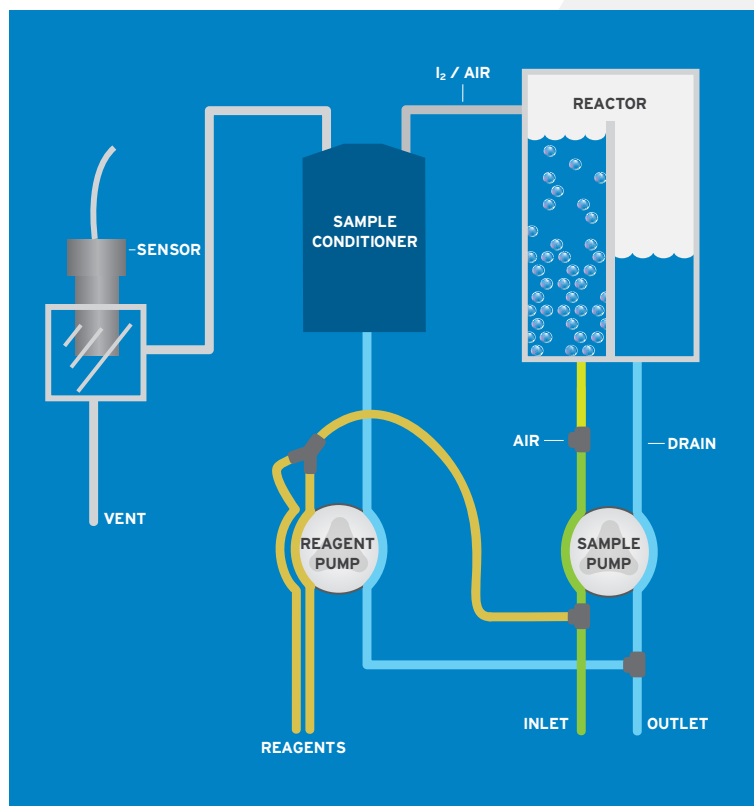 I₂ / AIR
REACTOR
SAMPLE
CONDITIONER
SENSOR
AIR
DRAIN
VENT
REAGENT
PUMP
SAMPLE
PUMP
INLET
OUTLET
REAGENTS